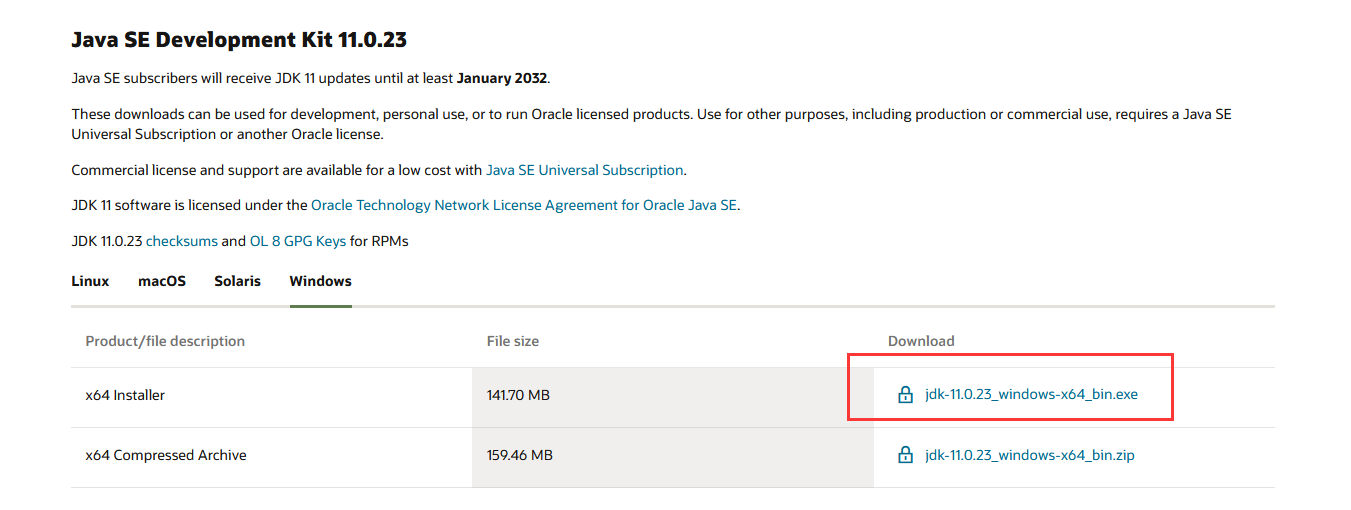 Java SE Development Kit 11.0.23
Java SE subscribers will receive JDK 11 updates until at least January 2032.
These downloads can be used for development, personal use, or to run Oracle licensed products. Use for other purposes, including production or commercial use, requires a Java SE
Universal Subscription or another Oracle license.
Commercial license and support are available for a low cost with Java SE Universal Subscription.
JDK 11 software is licensed under the Oracle Technology Network License Agreement for Oracle Java SE.
JDK 11.0.23 checksums and OL 8 GPG Keys for RPMs
Linux macOS Solaris Windows
Product/file description File size Download
x64 Installer 141.70 MB jdk-11.0.23_windows-x64_bin.exe
x64 Compressed Archive 159.46 MB jdk-11.0.23_windows-x64_bin.zip